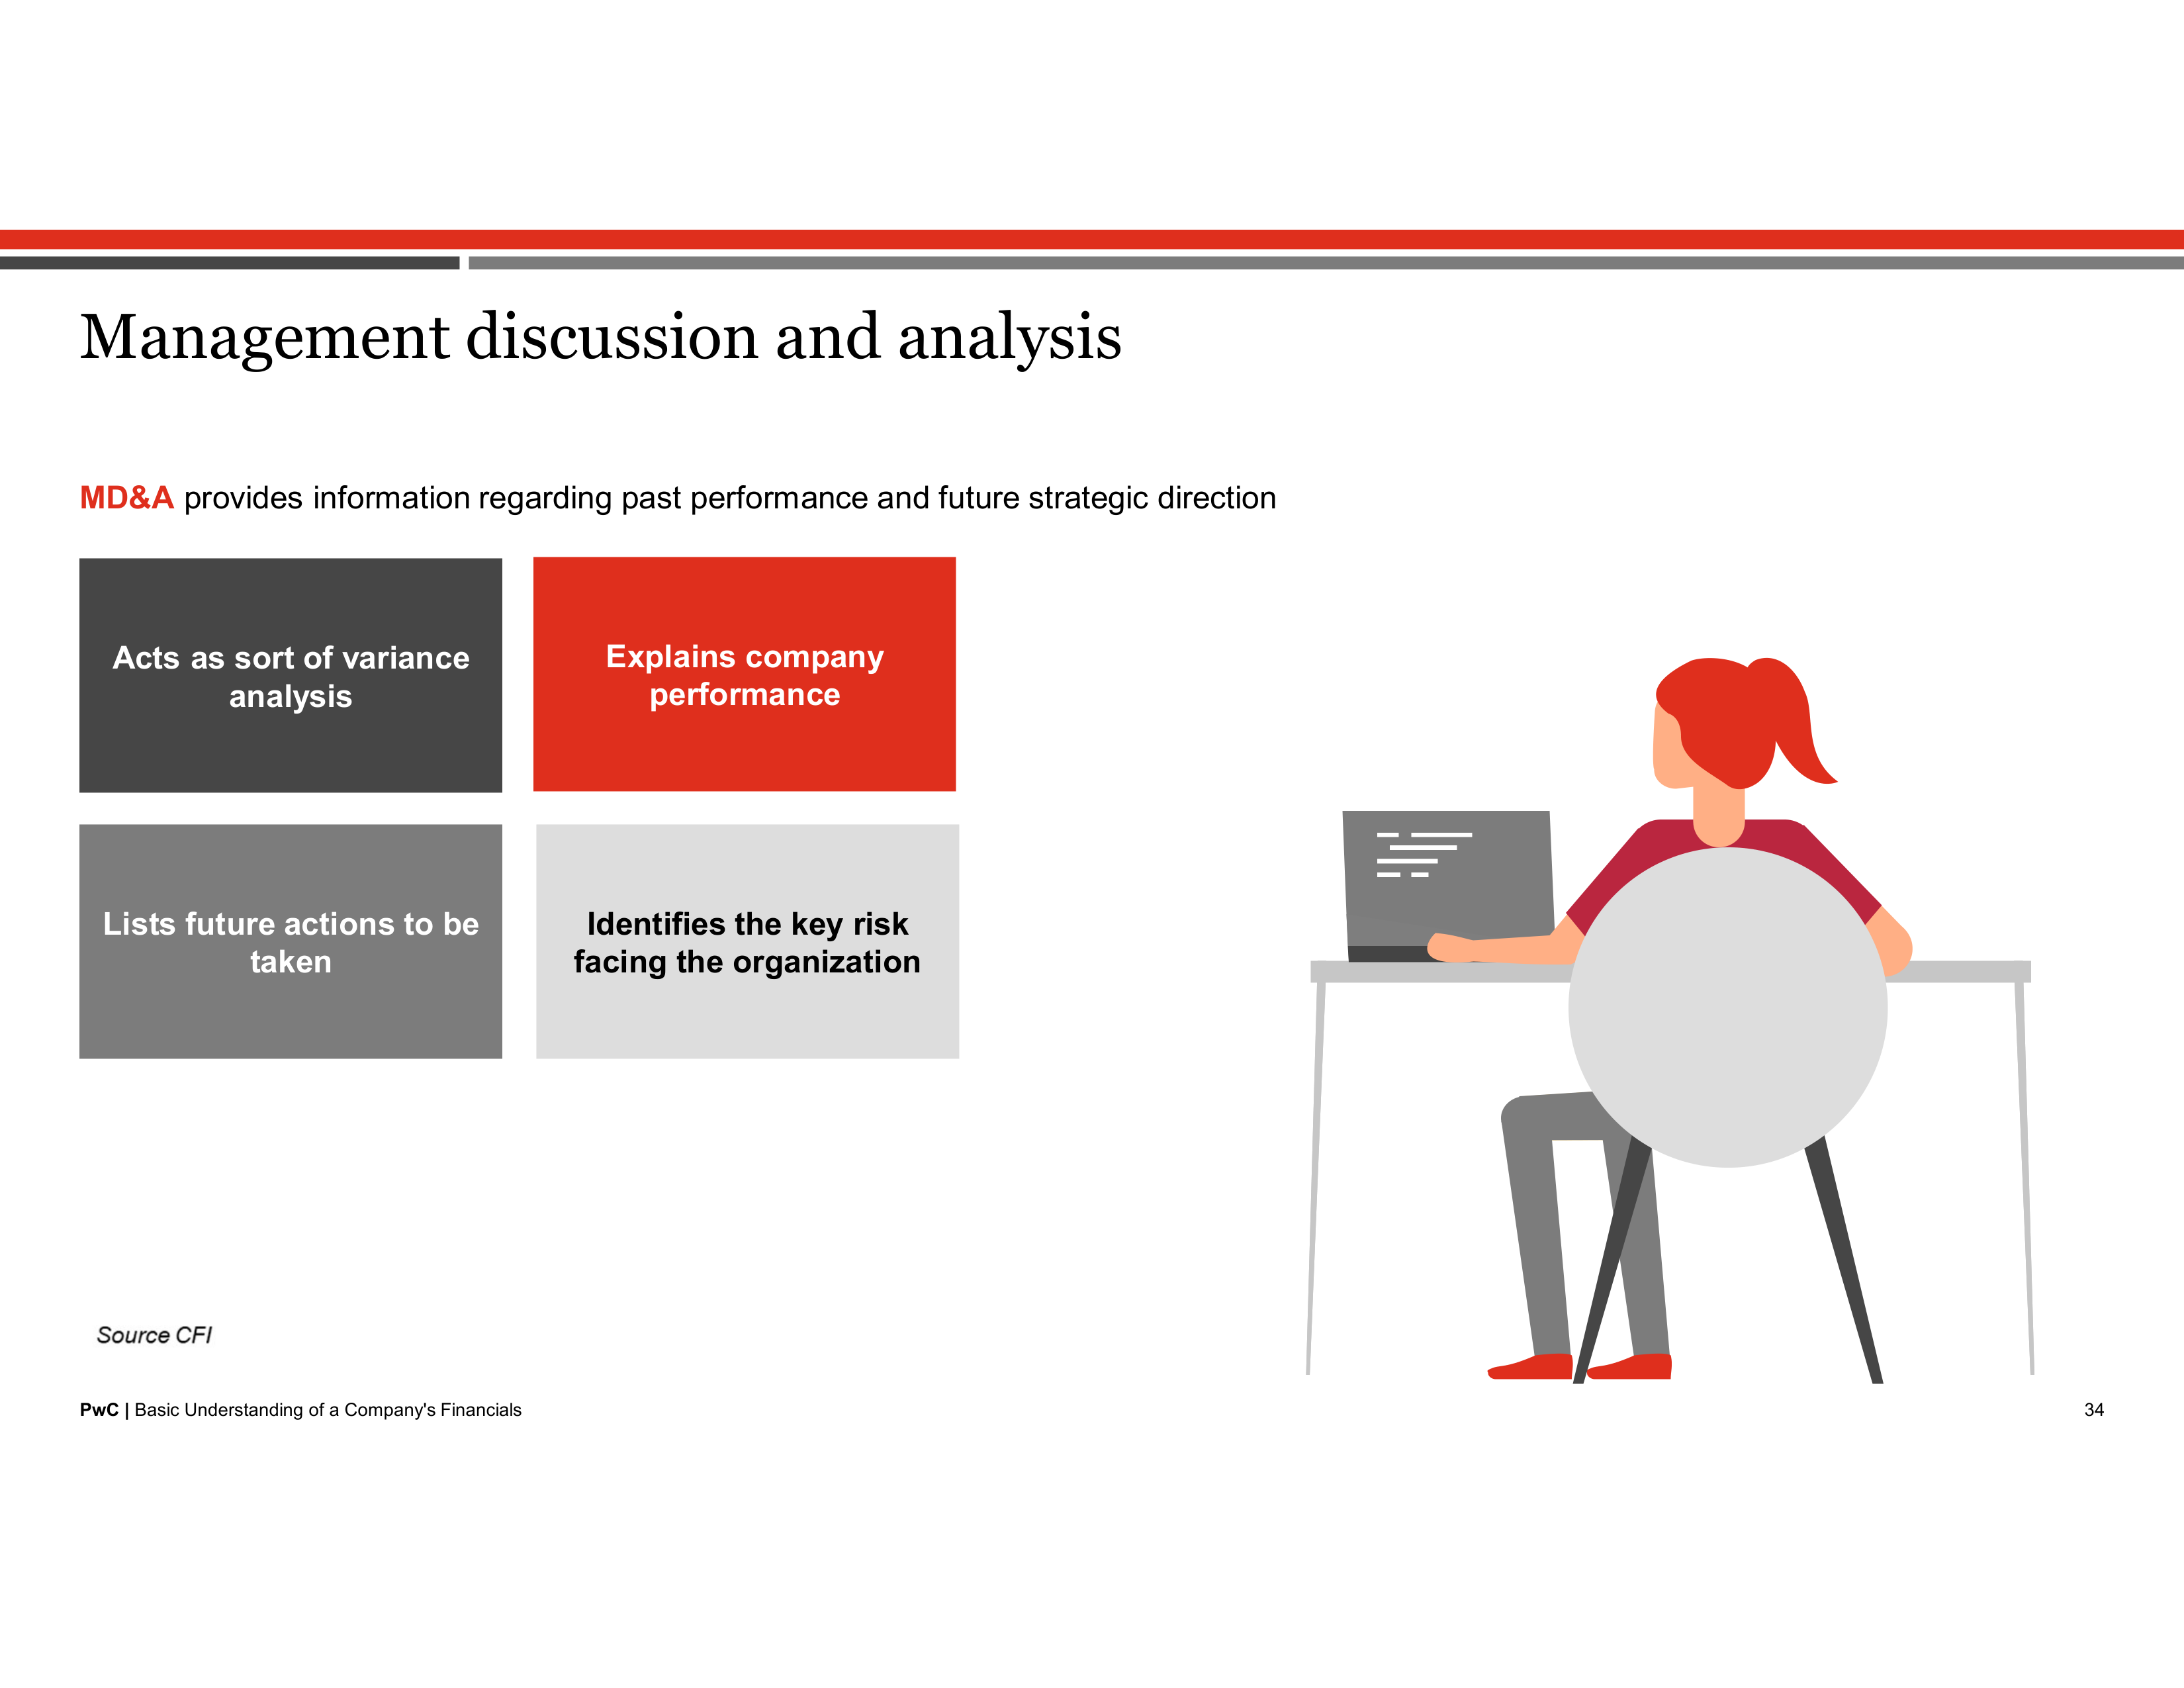 Management discussion and analysis
MD&A provides information regarding past performance and future strategic direction
Acts as sort of variance
analysis
Explains company
performance
Lists future actions to be
taken
Identifies the key risk
facing the organization
Source CFI
PwC | Basic Understanding of a Company's Financials
34